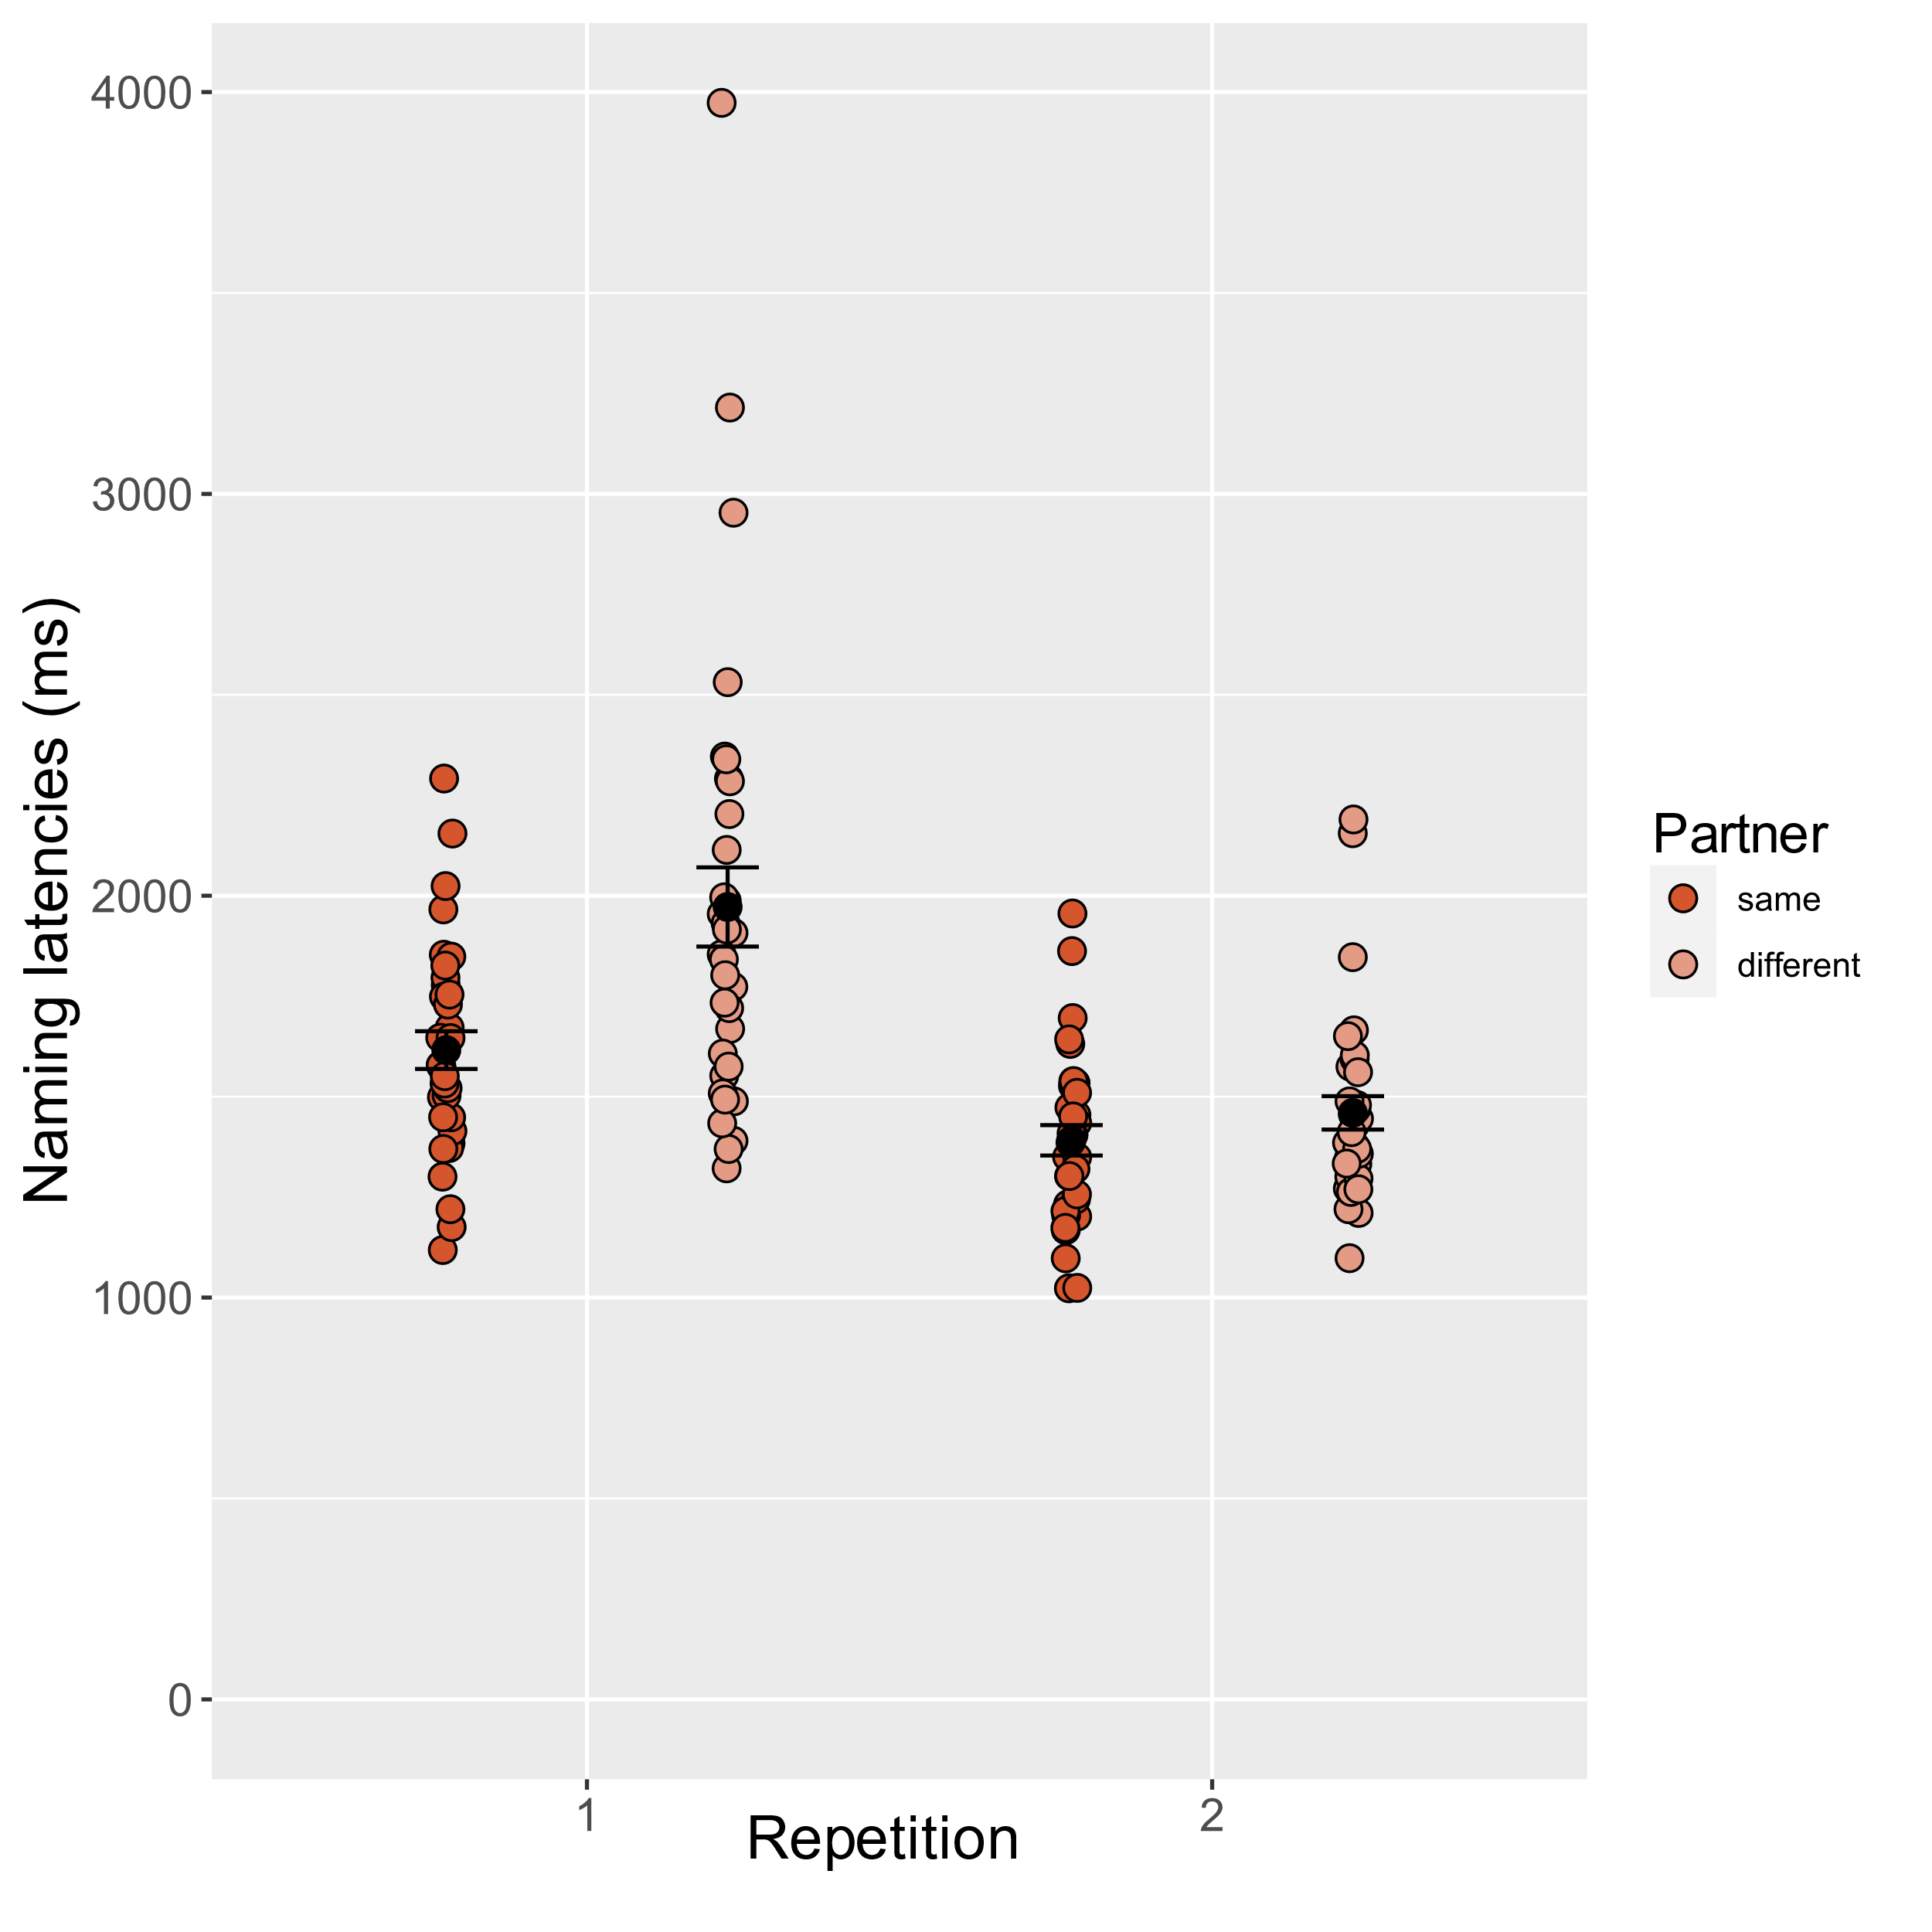 Naming latencies (ms)
4000
3000
2000
1000
0
1
2
Repetition
Partner
same
different